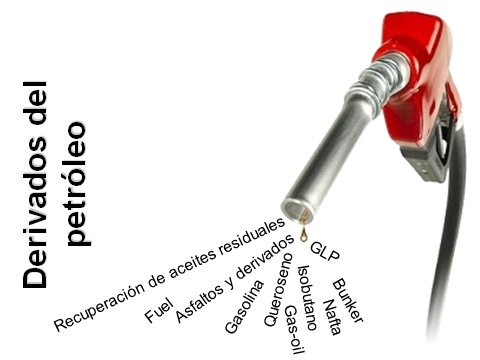 Derivados del
petróleo
Recuperación de aceites residuales
Fuel
Asfaltos y derivados
Gasolina
Queroseno
Gas-oil
Isobutano
GLP
Nafta
Bunker